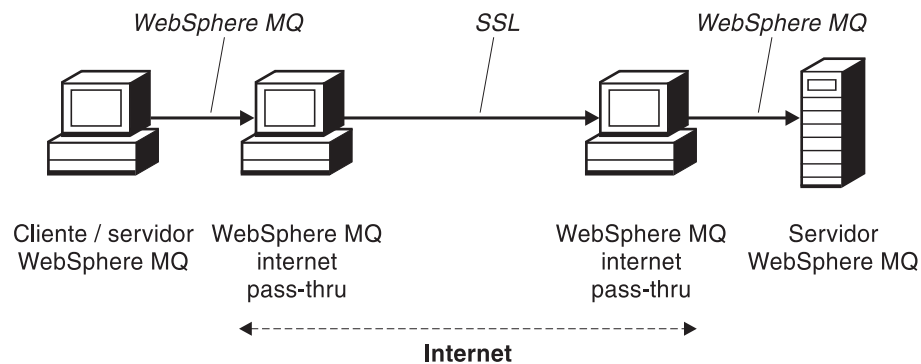 WebSphere MQ
SSL
WebSphere MQ
Cliente / servidor
WebSphere MQ
WebSphere MQ
internet
pass-thru
WebSphere MQ
internet
pass-thru
Servidor
WebSphere MQ
Internet